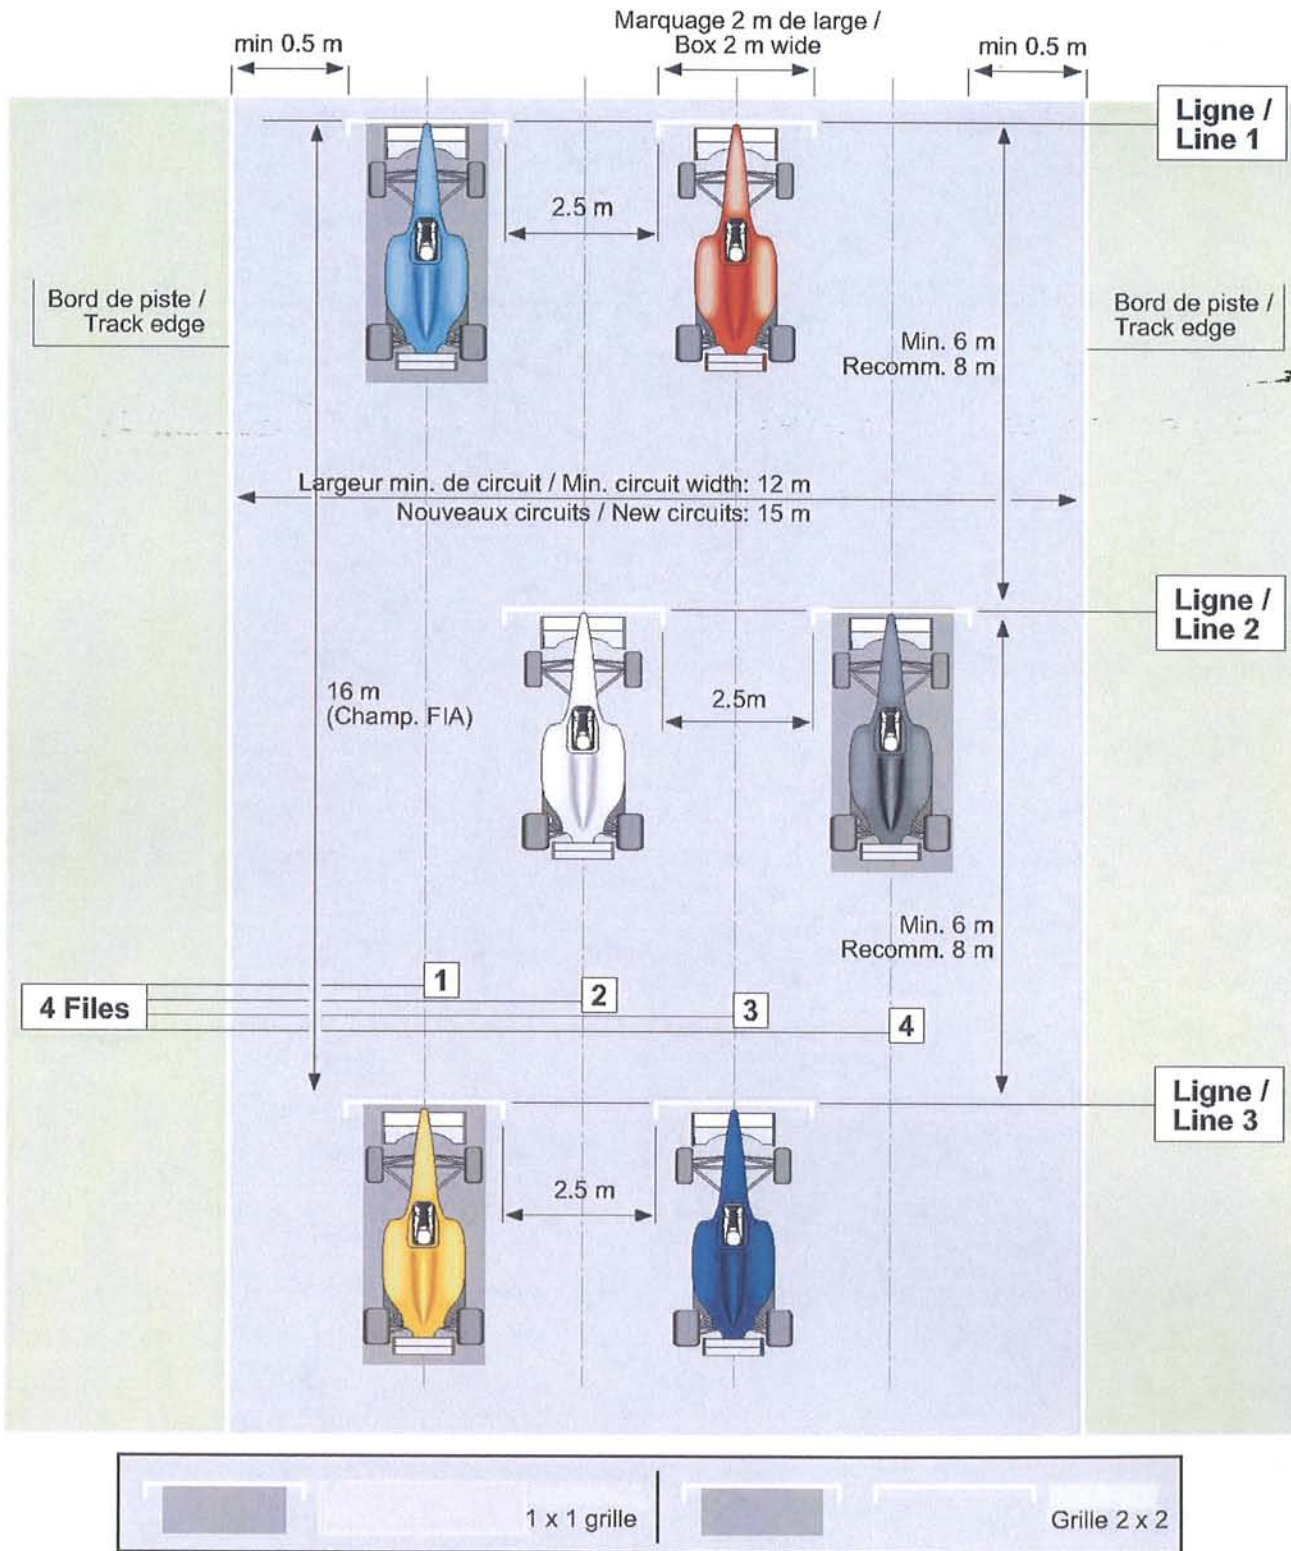 Marquage 2 m de large /
Box 2 m wide
min 0.5 m
min 0.5 m
Ligne /
Line 1
2.5 m
Bord de piste /
Track edge
Bord de piste /
Track edge
Min. 6 m
Recomm. 8 m
Largeur min. de circuit / Min. circuit width: 12 m
Nouveaux circuits / New circuits: 15 m
Ligne /
Line 2
16 m
(Champ. FIA)
2.5m
Min. 6 m
Recomm. 8 m
4 Files
1
2
3
4
Ligne /
Line 3
2.5 m
1 x 1 grille
Grille 2 x 2